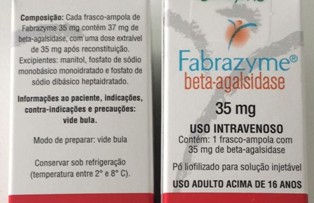 Composição: Cada frasco-ampola de
Fabrazyme 35 mg contém 37 mg de
beta-agalsidase, com uma dose extraível
de 35 mg após reconstituição.
Excipientes: manitol, fosfato de sódio
monobásico monoidratado e fosfato de
sódio dibásico heptaidratado.
Informações ao paciente, indicações,
contra-indicações e precauções:
vide bula.
Modo de preparar: vide bula
Conservar sob refrigeração
(temperatura entre 2° e 8° C).
Fabrazyme®
beta-agalsidase
35 mg
USO INTRAVENOSO
Contém: 1 frasco-ampola com
35 mg de beta-agalsidase
Pó liofilizado para solução injetável
USO ADULTO ACIMA DE 16 ANOS